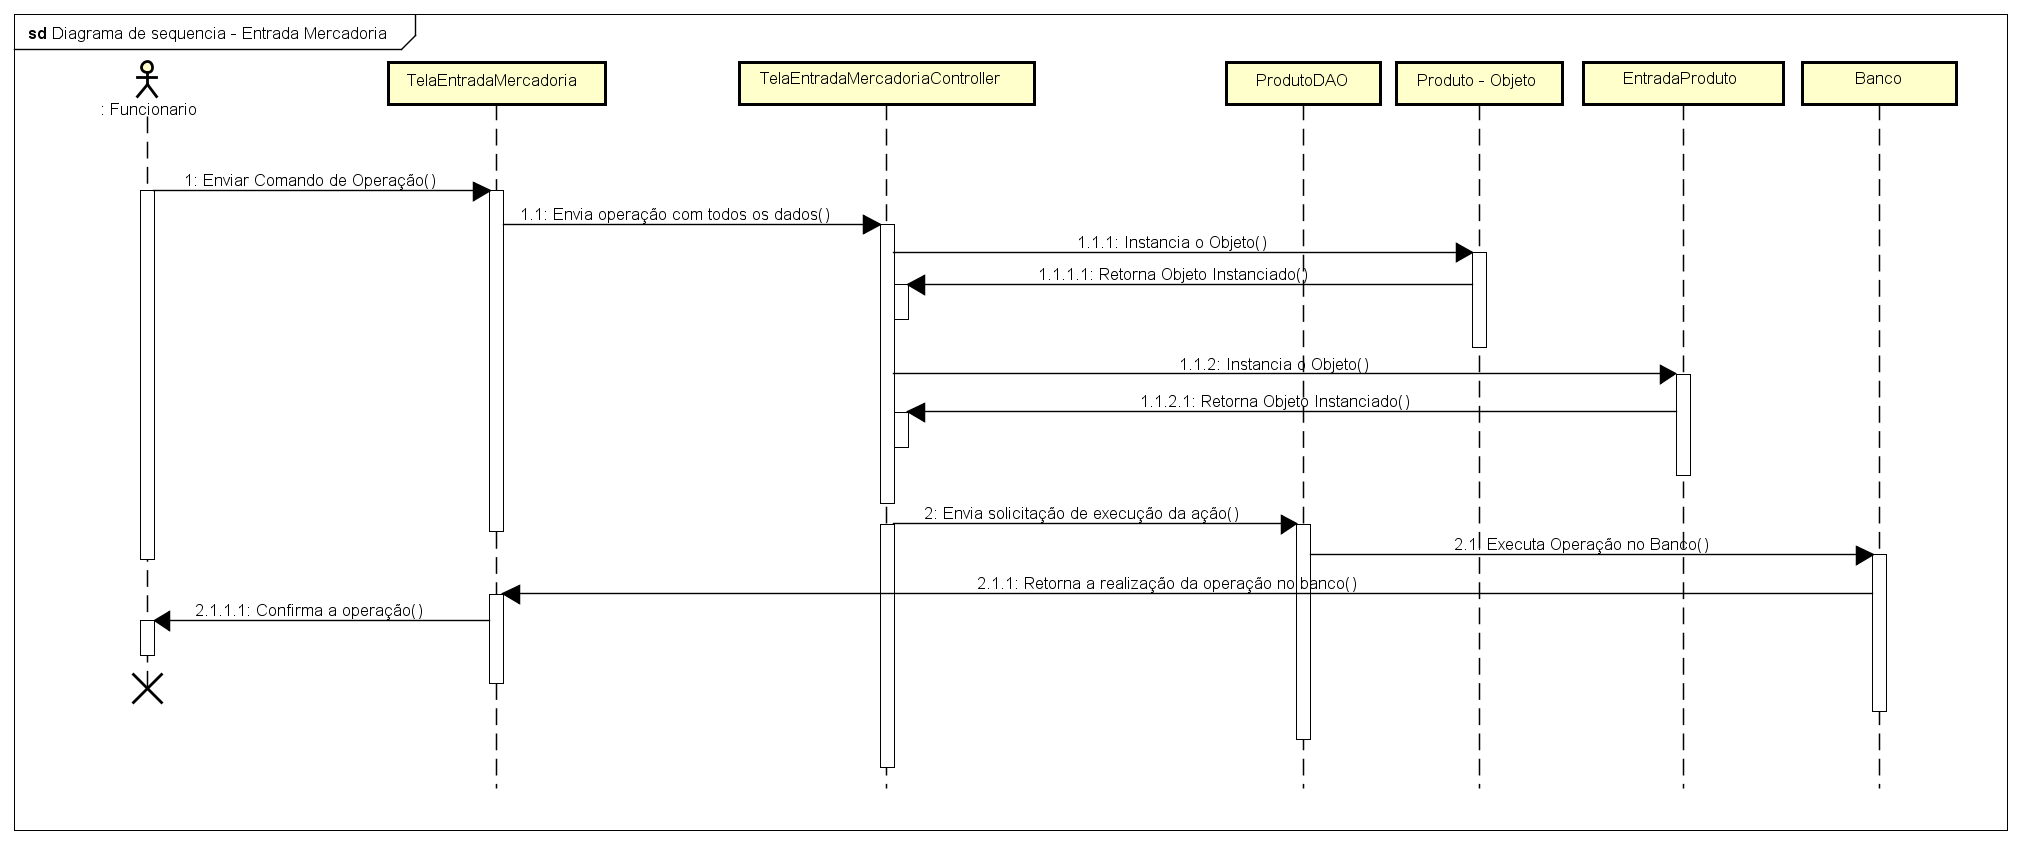 sd Diagrama de sequencia - Entrada Mercadoria
: Funcionario
TelaEntradaMercadoria
TelaEntradaMercadoriaController
ProdutoDAO
Produto - Objeto
EntradaProduto
Banco
1: Enviar Comando de Operação()
1.1: Envia operação com todos os dados()
1.1.1: Instancia o Objeto()
1.1.1.1: Retorna Objeto Instanciado()
1.1.2: Instancia o Objeto()
1.1.2.1: Retorna Objeto Instanciado()
2: Envia solicitação de execução da ação()
2.1: Executa Operação no Banco()
2.1.1: Retorna a realização da operação no banco()
2.1.1.1: Confirma a operação()